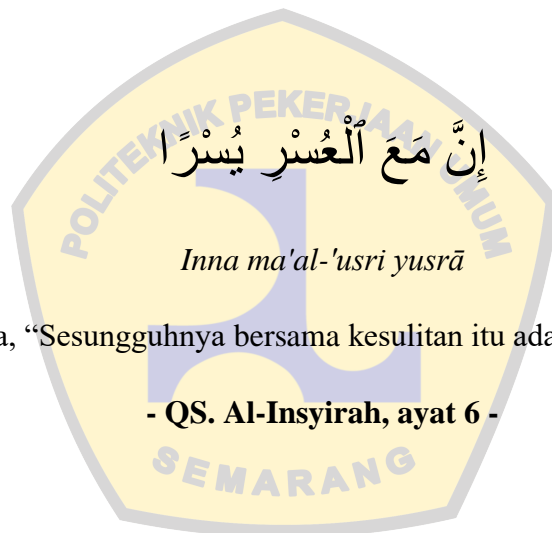 POLITEKNIK PEKERJAAN UMUM
إِنَّ مَعَ ٱلْعُسْرِ يُسْرًا
Inna ma'al-'usri yusrā
a, “Sesungguhnya bersama kesulitan itu ada
- QS. Al-Insyirah, ayat 6 -
SEMARANG